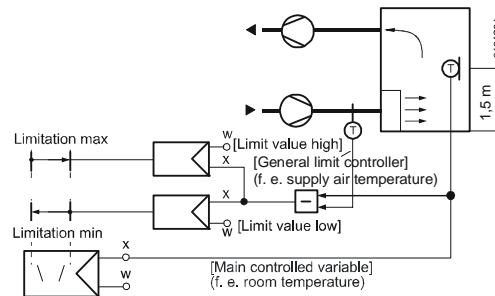 T
1,5 m
Limitation max
W
[Limit value high]
X
T
[General limit controller]
(f. e. supply air temperature)
X
−
W
[Limit value low]
Limitation min
X
W
[Main controlled variable]
(f. e. room temperature)